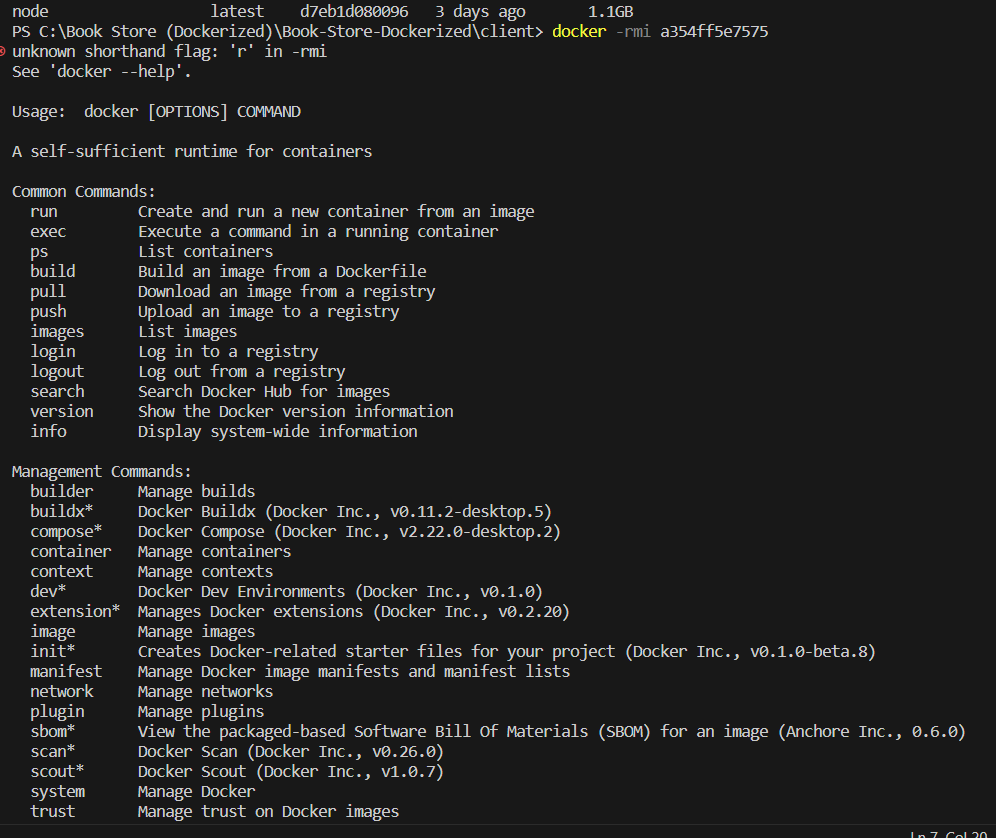 node latest d7eb1d080096 3 days ago 1.1GB
PS C:\Book Store (Dockerized)\Book-Store-Dockerized\client> docker -rmi a354ff5e7575
unknown shorthand flag: 'r' in -rmi
See 'docker --help'.
Usage: docker [OPTIONS] COMMAND
A self-sufficient runtime for containers
Common Commands:
run Create and run a new container from an image
exec Execute a command in a running container
ps List containers
build Build an image from a Dockerfile
pull Download an image from a registry
push Upload an image to a registry
images List images
login Log in to a registry
logout Log out from a registry
search Search Docker Hub for images
version Show the Docker version information
info Display system-wide information
Management Commands:
builder Manage builds
buildx* Docker Buildx (Docker Inc., v0.11.2-desktop.5)
compose* Docker Compose (Docker Inc., v2.22.0-desktop.2)
container Manage containers
context Manage contexts
dev* Docker Dev Environments (Docker Inc., v0.1.0)
extension* Manages Docker extensions (Docker Inc., v0.2.20)
image Manage images
init* Creates Docker-related starter files for your project (Docker Inc., v0.1.0-beta.8)
manifest Manage Docker image manifests and manifest lists
network Manage networks
plugin Manage plugins
sbom* View the packaged-based Software Bill Of Materials (SBOM) for an image (Anchore Inc., 0.6.0)
scan* Docker Scan (Docker Inc., v0.26.0)
scout* Docker Scout (Docker Inc., v1.0.7)
system Manage Docker
trust Manage trust on Docker images
Ln 7, Col 20